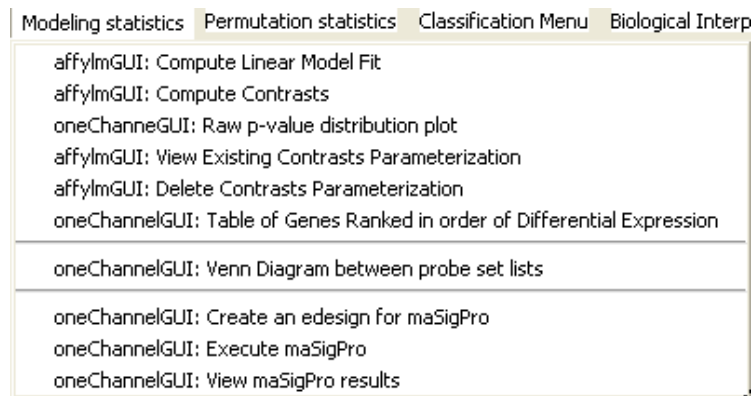 Modeling statistics Permutation statistics Classification Menu Biological Interp
affylmGUI: Compute Linear Model Fit
affylmGUI: Compute Contrasts
oneChanneGUI: Raw p-value distribution plot
affylmGUI: View Existing Contrasts Parameterization
affylmGUI: Delete Contrasts Parameterization
oneChannelGUI: Table of Genes Ranked in order of Differential Expression
oneChannelGUI: Venn Diagram between probe set lists
oneChannelGUI: Create an edesign for maSigPro
oneChannelGUI: Execute maSigPro
oneChannelGUI: View maSigPro results